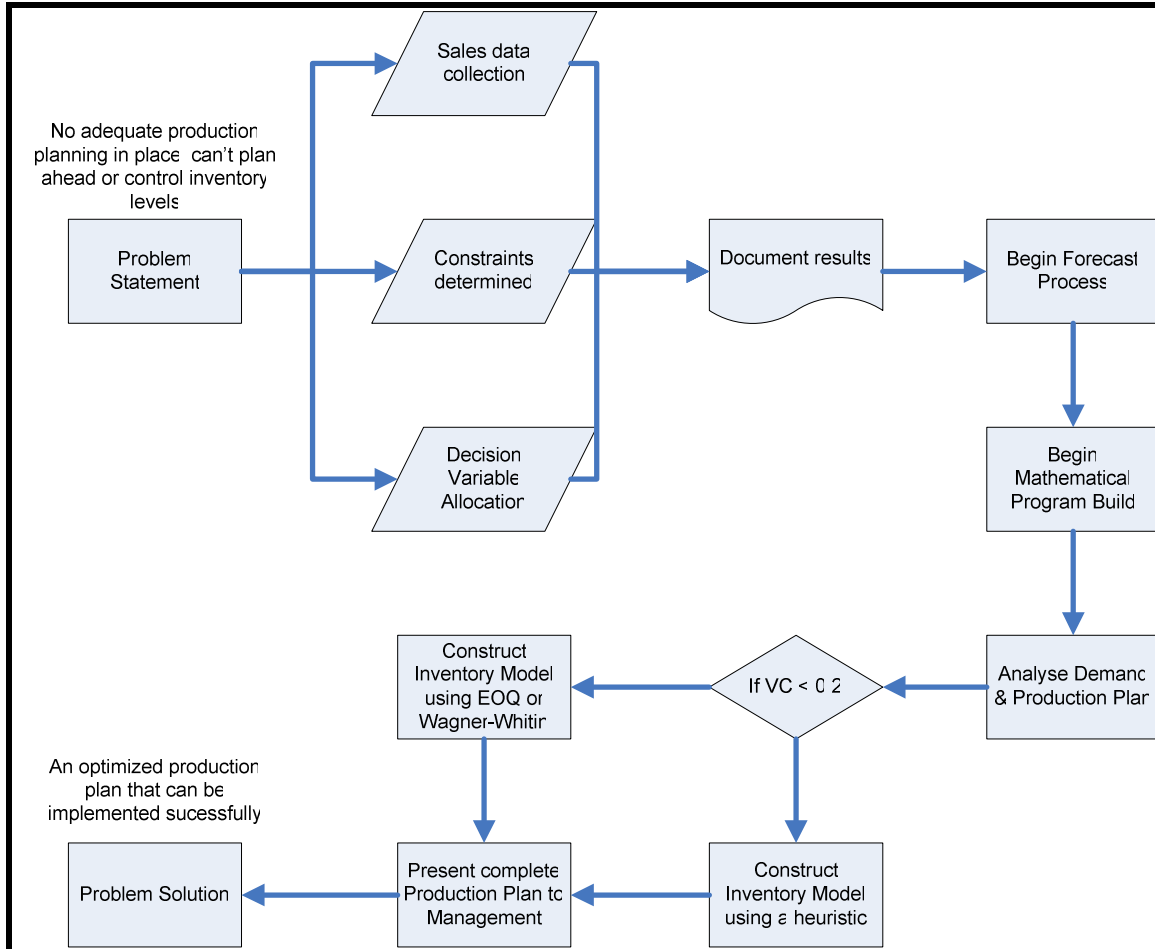 Sales data
collection
No adequate production
planning in place can't plan
ahead or control inventory
levels
Problem
Statement
Constraints
determined
Document results
Begin Forecast
Process
Decision
Variable
Allocation
Begin
Mathematical
Program Build
Construct
Inventory Model
using EOQ or
Wagner-Whitin
If VC < 0.2
Analyse Demand
& Production Plan
An optimized production
plan that can be
implemented sucessfully
Problem Solution
Present complete
Production Plan to
Management
Construct
Inventory Model
using a heuristic